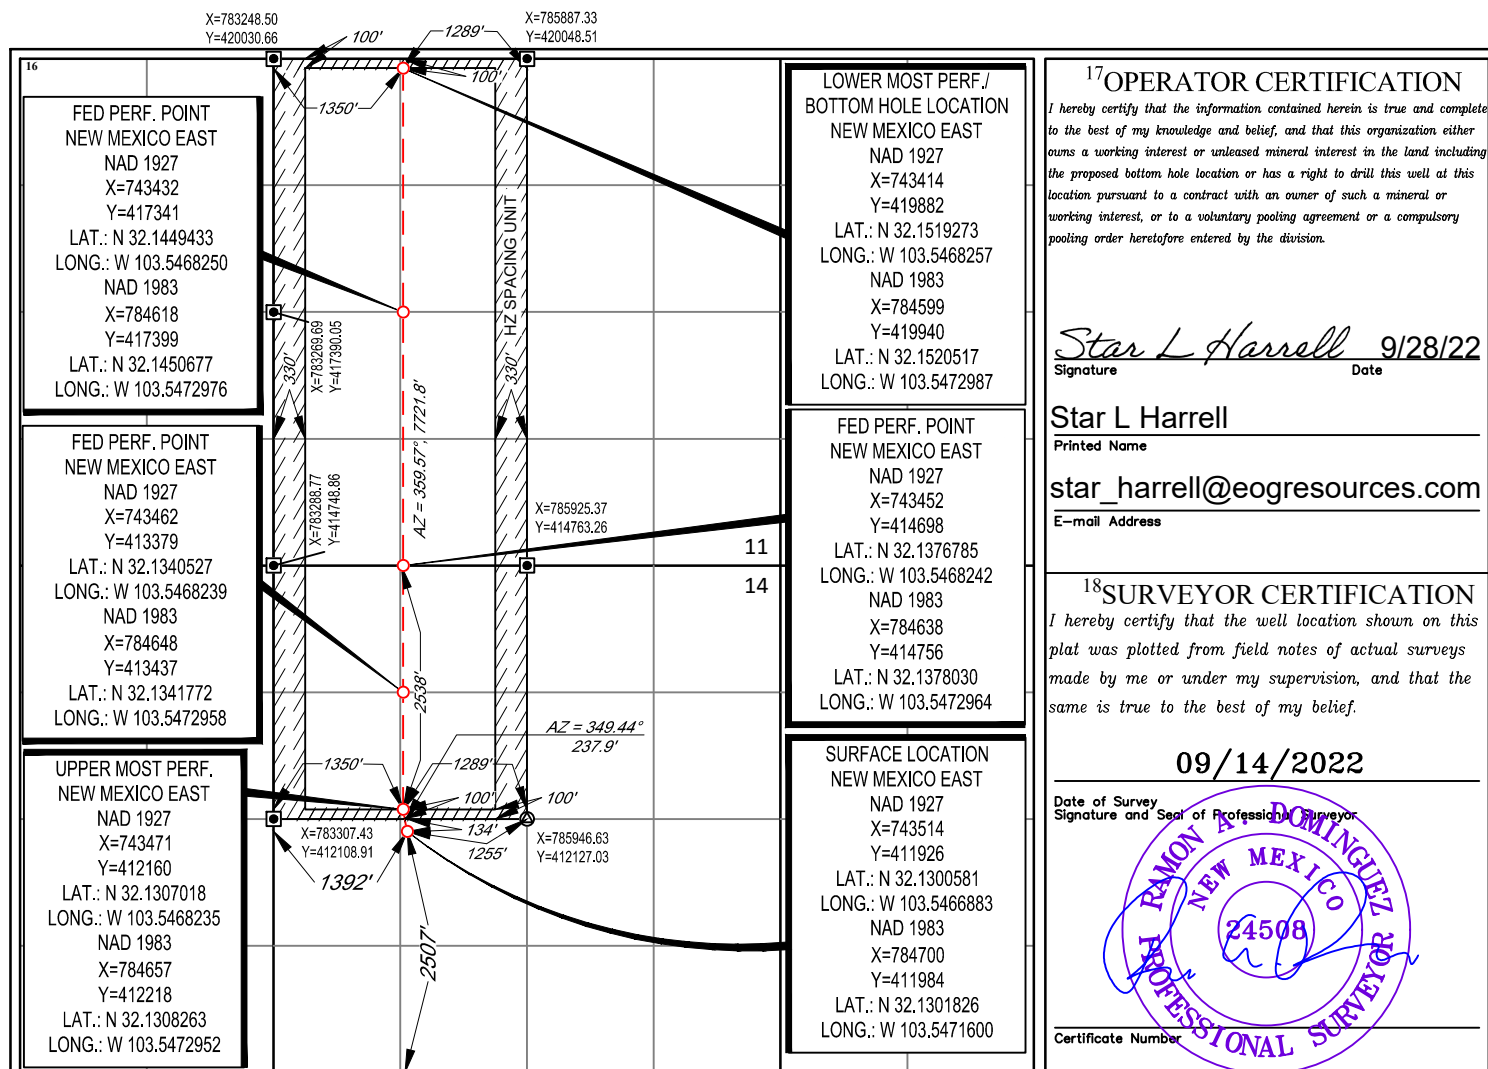 X=783248.50
Y=420030.66
100'
1289'
X=785887.33
Y=420048.51
16
100'
1350'
FED PERF. POINT
NEW MEXICO EAST
NAD 1927
X=743432
Y=417341
LAT.: N 32.1449433
LONG.: W 103.5468250
NAD 1983
X=784618
Y=417399
LAT.: N 32.1450677
LONG.: W 103.5472976
FED PERF. POINT
NEW MEXICO EAST
NAD 1927
X=743462
Y=413379
LAT.: N 32.1340527
LONG.: W 103.5468239
NAD 1983
X=784648
Y=413437
LAT.: N 32.1341772
LONG.: W 103.5472958
UPPER MOST PERF.
NEW MEXICO EAST
NAD 1927
X=743471
Y=412160
LAT.: N 32.1307018
LONG.: W 103.5468235
NAD 1983
X=784657
Y=412218
LAT.: N 32.1308263
LONG.: W 103.5472952
330'
X=783269.69
Y=417390.05
X=783288.77
Y=414748.86
AZ = 359.57°, 7721.8'
HZ SPACING UNIT
330'
X=785925.37
Y=414763.26
11
14
2538'
AZ = 349.44°
237.9'
1350'
1289'
100'
100'
134'
1255'
X=783307.43
Y=412108.91
X=785946.63
Y=412127.03
1392'
2507'
LOWER MOST PERF./
BOTTOM HOLE LOCATION
NEW MEXICO EAST
NAD 1927
X=743414
Y=419882
LAT.: N 32.1519273
LONG.: W 103.5468257
NAD 1983
X=784599
Y=419940
LAT.: N 32.1520517
LONG.: W 103.5472987
FED PERF. POINT
NEW MEXICO EAST
NAD 1927
X=743452
Y=414698
LAT.: N 32.1376785
LONG.: W 103.5468242
NAD 1983
X=784638
Y=414756
LAT.: N 32.1378030
LONG.: W 103.5472964
SURFACE LOCATION
NEW MEXICO EAST
NAD 1927
X=743514
Y=411926
LAT.: N 32.1300581
LONG.: W 103.5466883
NAD 1983
X=784700
Y=411984
LAT.: N 32.1301826
LONG.: W 103.5471600
17 OPERATOR CERTIFICATION
I hereby certify that the information contained herein is true and complete
to the best of my knowledge and belief, and that this organization either
owns a working interest or unleased mineral interest in the land including
the proposed bottom hole location or has a right to drill this well at this
location pursuant to a contract with an owner of such a mineral or
working interest, or to a voluntary pooling agreement or a compulsory
pooling order heretofore entered by the division.
Star L Harrell 9/28/22
Signature Date
Star L Harrell
Printed Name
star_harrell@eogresources.com
E-mail Address
18 SURVEYOR CERTIFICATION
I hereby certify that the well location shown on this
plat was plotted from field notes of actual surveys
made by me or under my supervision, and that the
same is true to the best of my belief.
09/14/2022
Date of Survey
Signature and Seal of Professional Surveyor
RAMON A. DOMINGUEZ
NEW MEXICO
24508
PROFESSIONAL SURVEYOR
Certificate Number